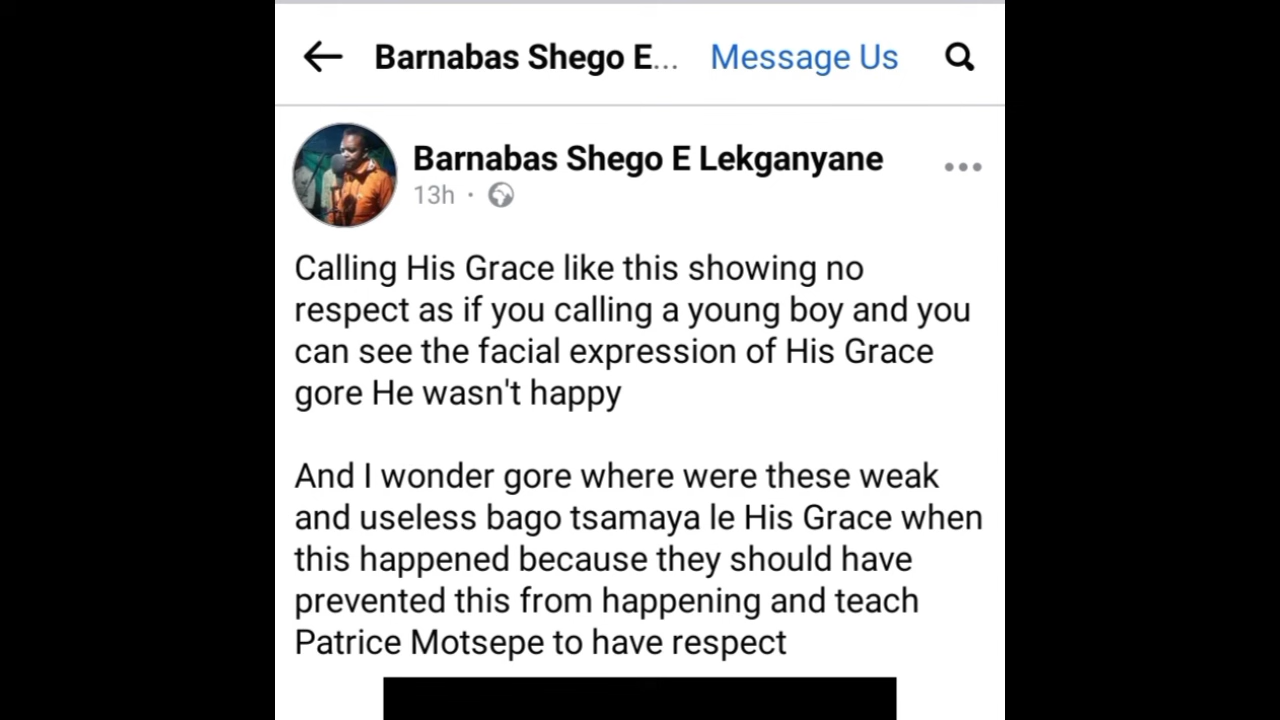 Barnabas Shego E... Message Us
Barnabas Shego E Lekganyane
13h ·
Calling His Grace like this showing no
respect as if you calling a young boy and you
can see the facial expression of His Grace
gore He wasn't happy
And I wonder gore where were these weak
and useless bago tsamaya le His Grace when
this happened because they should have
prevented this from happening and teach
Patrice Motsepe to have respect